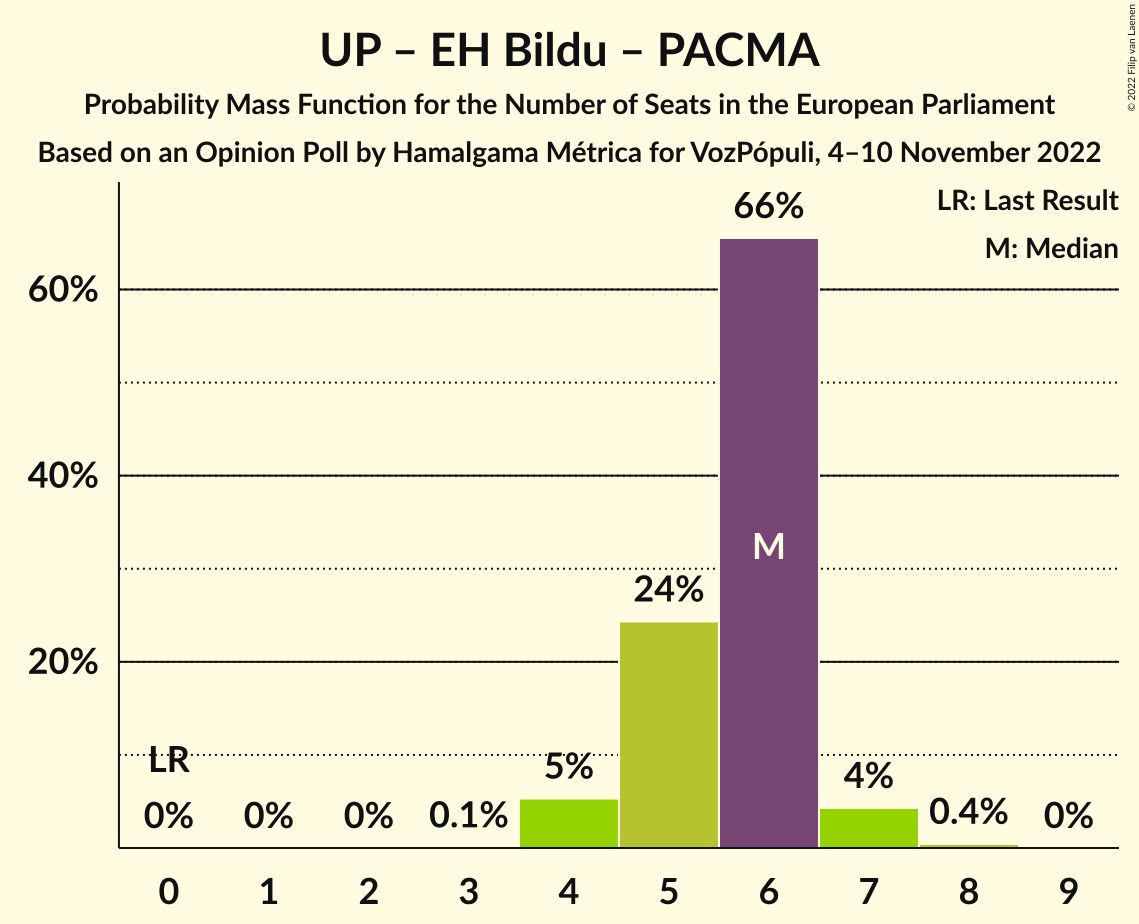 UP – EH Bildu – PACMA
Probability Mass Function for the Number of Seats in the European Parliament
Based on an Opinion Poll by Hamalgama Métrica for VozPópuli, 4–10 November 2022
© 2022 Filip van Laenen
LR: Last Result
M: Median
66%
60%
40%
M
24%
20%
LR
5%
4%
0% 0% 0% 0.1% 0.4% 0%
0 1 2 3 4 5 6 7 8 9